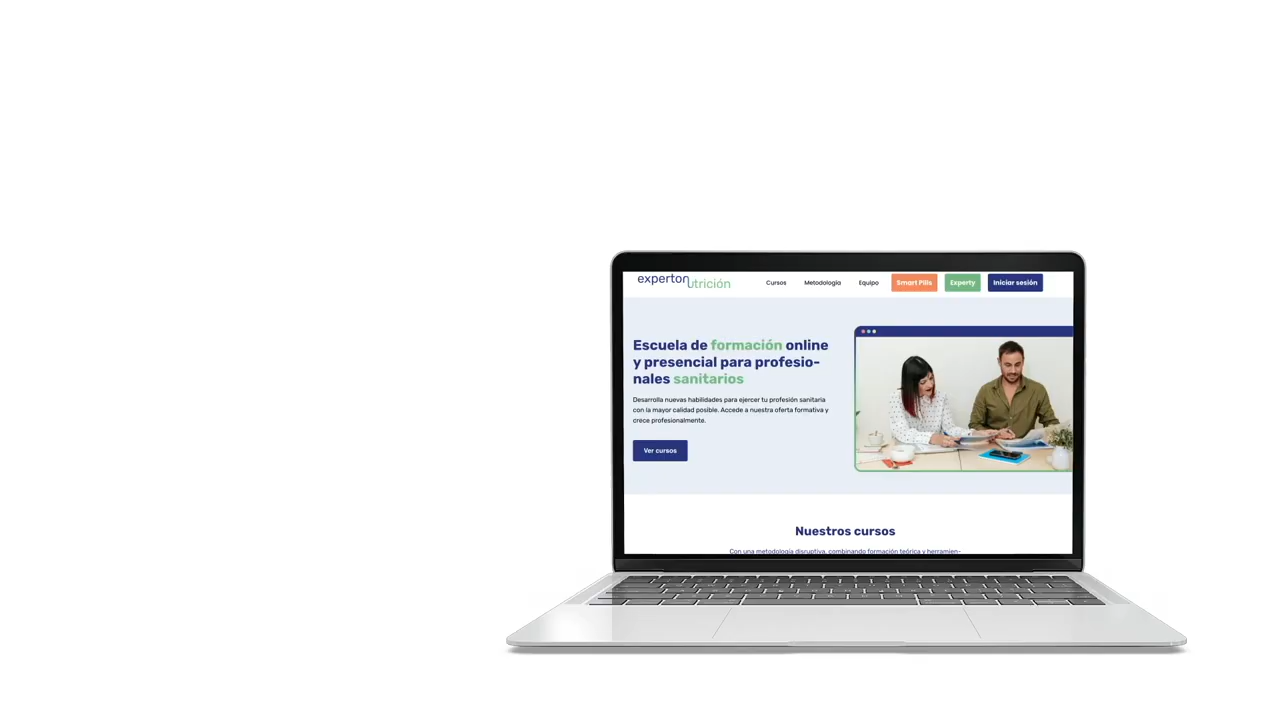 expertonutrición
Cursos
Metodología
Equipo
Smart Pills
Experty
Iniciar sesión
Escuela de formación online
y presencial para profesio-
nales sanitarios
Desarrolla nuevas habilidades para ejercer tu profesión sanitaria
con la mayor calidad posible. Accede a nuestra oferta formativa y
crece profesionalmente.
Ver cursos
Nuestros cursos
Con una metodología disruptiva, combinando formación teórica y herramien-